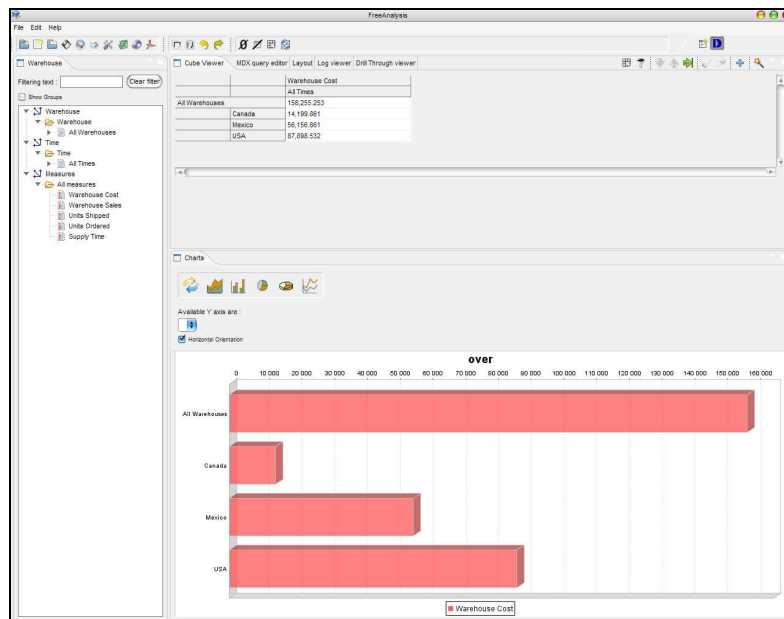 FreeAnalysis
File Edit Help
Warehouse
Filtering text :
Clear filter
Show Groups
Warehouse
Warehouse
All Warehouses
Time
Time
All Times
Measures
All measures
Warehouse Cost
Warehouse Sales
Units Shipped
Units Ordered
Supply Time
Cube Viewer MDX query editor Layout Log viewer Drill Through viewer
Warehouse Cost
All Times
All Warehouses 158,255.253
Canada 14,199.861
Mexico 56,156.861
USA 87,898.532
Charts
Available Y axis are :
Horizontal Orientation
over
0 10 000 20 000 30 000 40 000 50 000 60 000 70 000 80 000 90 000 100 000 110 000 120 000 130 000 140 000 150 000 160 000
All Warehouses
Canada
Mexico
USA
Warehouse Cost